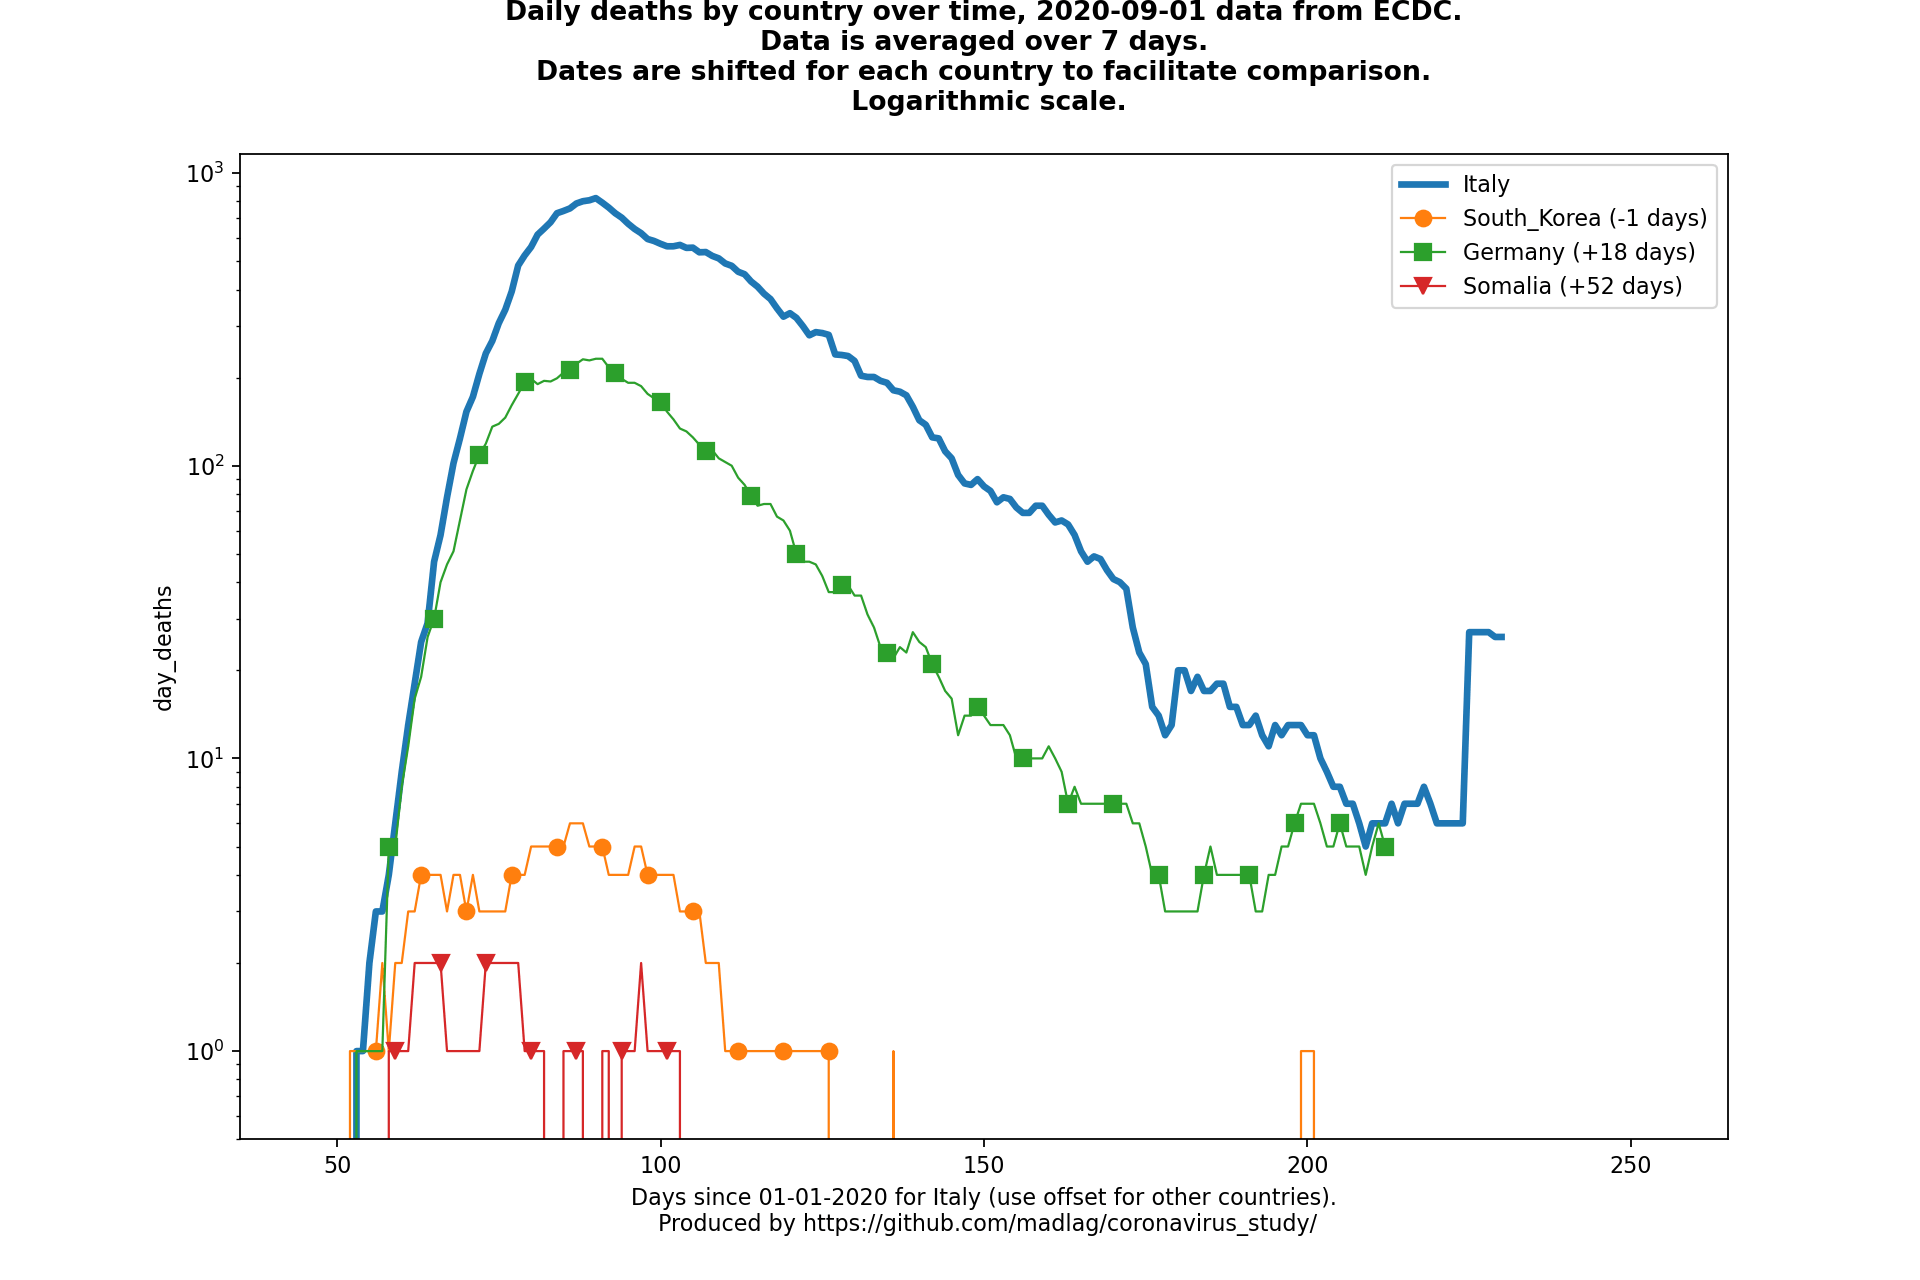 Daily deaths by country over time, 2020-09-01 data from ECDC.
Data is averaged over 7 days.
Dates are shifted for each country to facilitate comparison.
Logarithmic scale.
10³
10²
10¹
10⁰
day_deaths
Italy
South_Korea (-1 days)
Germany (+18 days)
Somalia (+52 days)
50
100
150
200
250
Days since 01-01-2020 for Italy (use offset for other countries).
Produced by https://github.com/madlag/coronavirus_study/